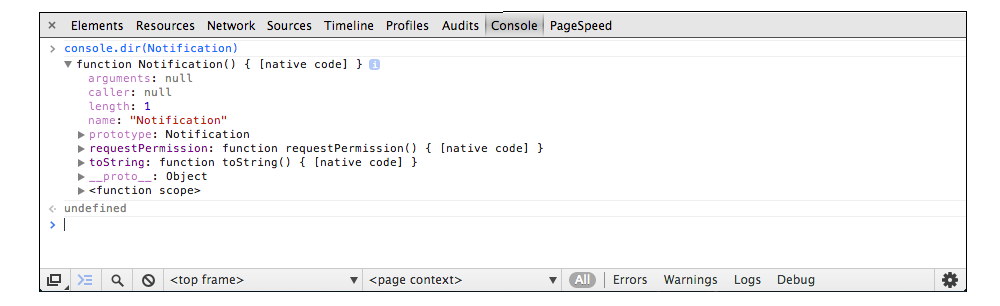 × Elements Resources Network Sources Timeline Profiles Audits Console PageSpeed
> console.dir(Notification)
▼ function Notification() { [native code] } i
arguments: null
caller: null
length: 1
name: "Notification"
▶ prototype: Notification
▶ requestPermission: function requestPermission() { [native code] }
▶ toString: function toString() { [native code] }
▶ __proto__: Object
▶ <function scope>
< undefined
>
<top frame> ▼ <page context> ▼ All Errors Warnings Logs Debug